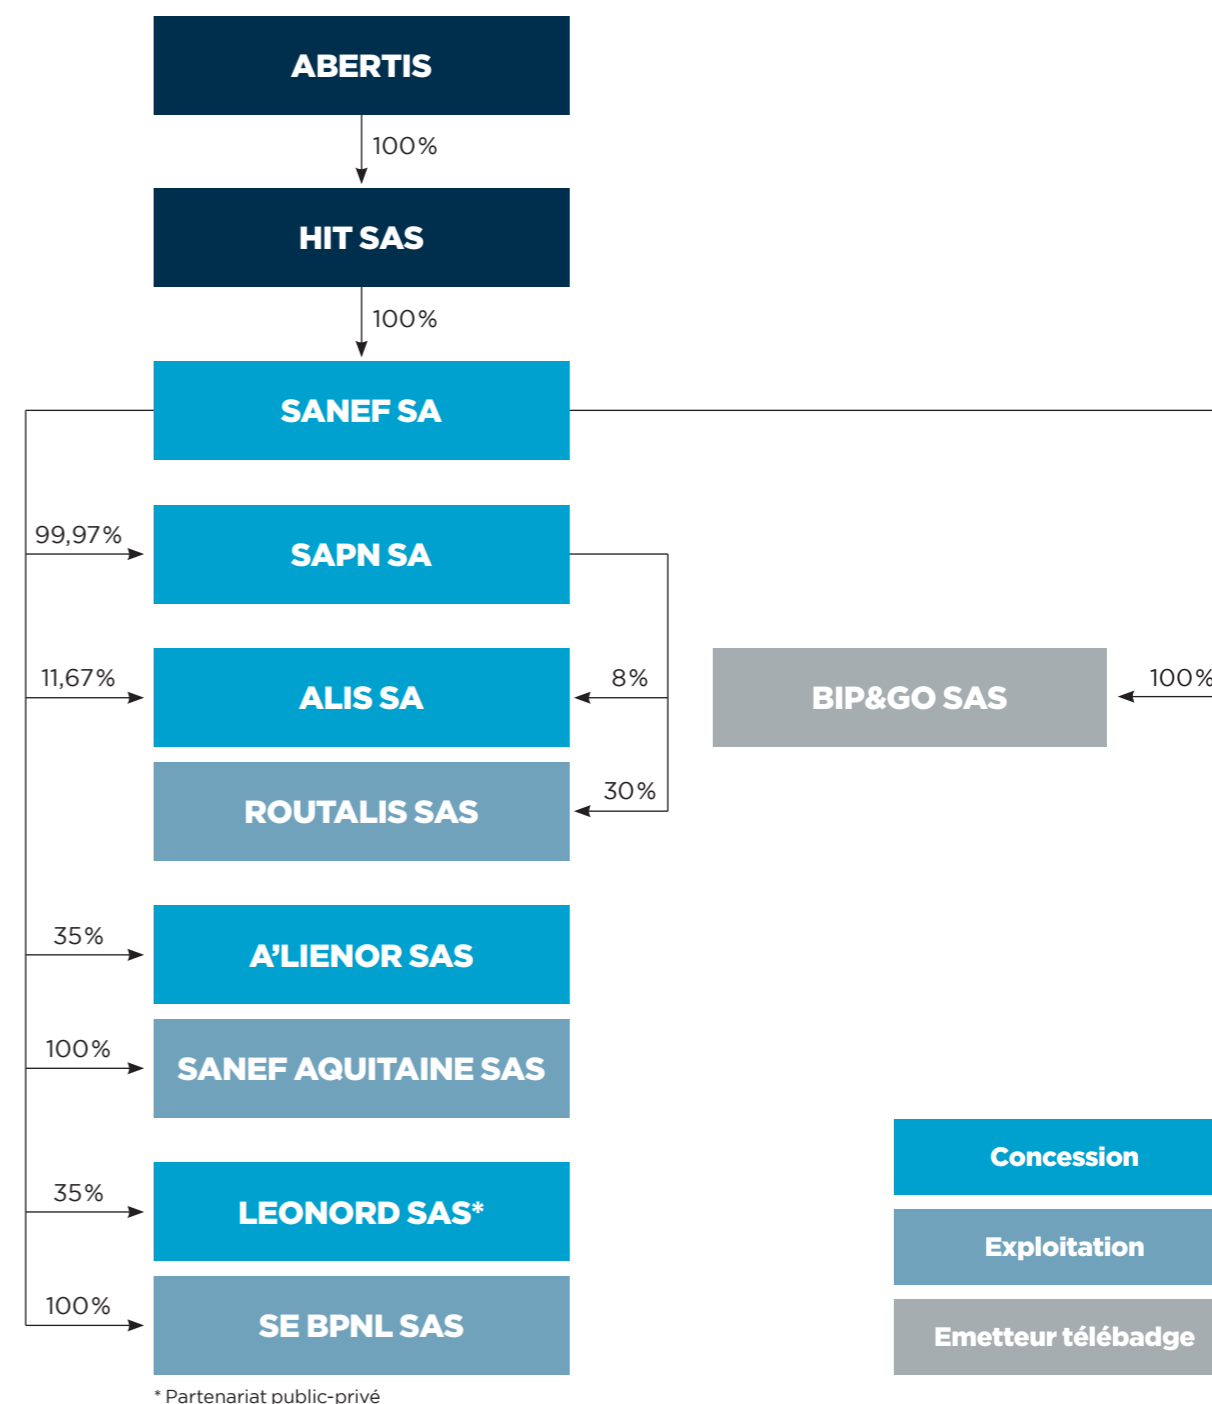 ABERTIS
100%
HIT SAS
100%
SANEF SA
99,97%
SAPN SA
11,67%
ALIS SA
8%
BIP&GO SAS
100%
ROUTALIS SAS
30%
35%
A'LIENOR SAS
100%
SANEF AQUITAINE SAS
35%
LEONORD SAS*
100%
SE BPNL SAS
* Partenariat public-privé
Concession
Exploitation
Emetteur télébadge